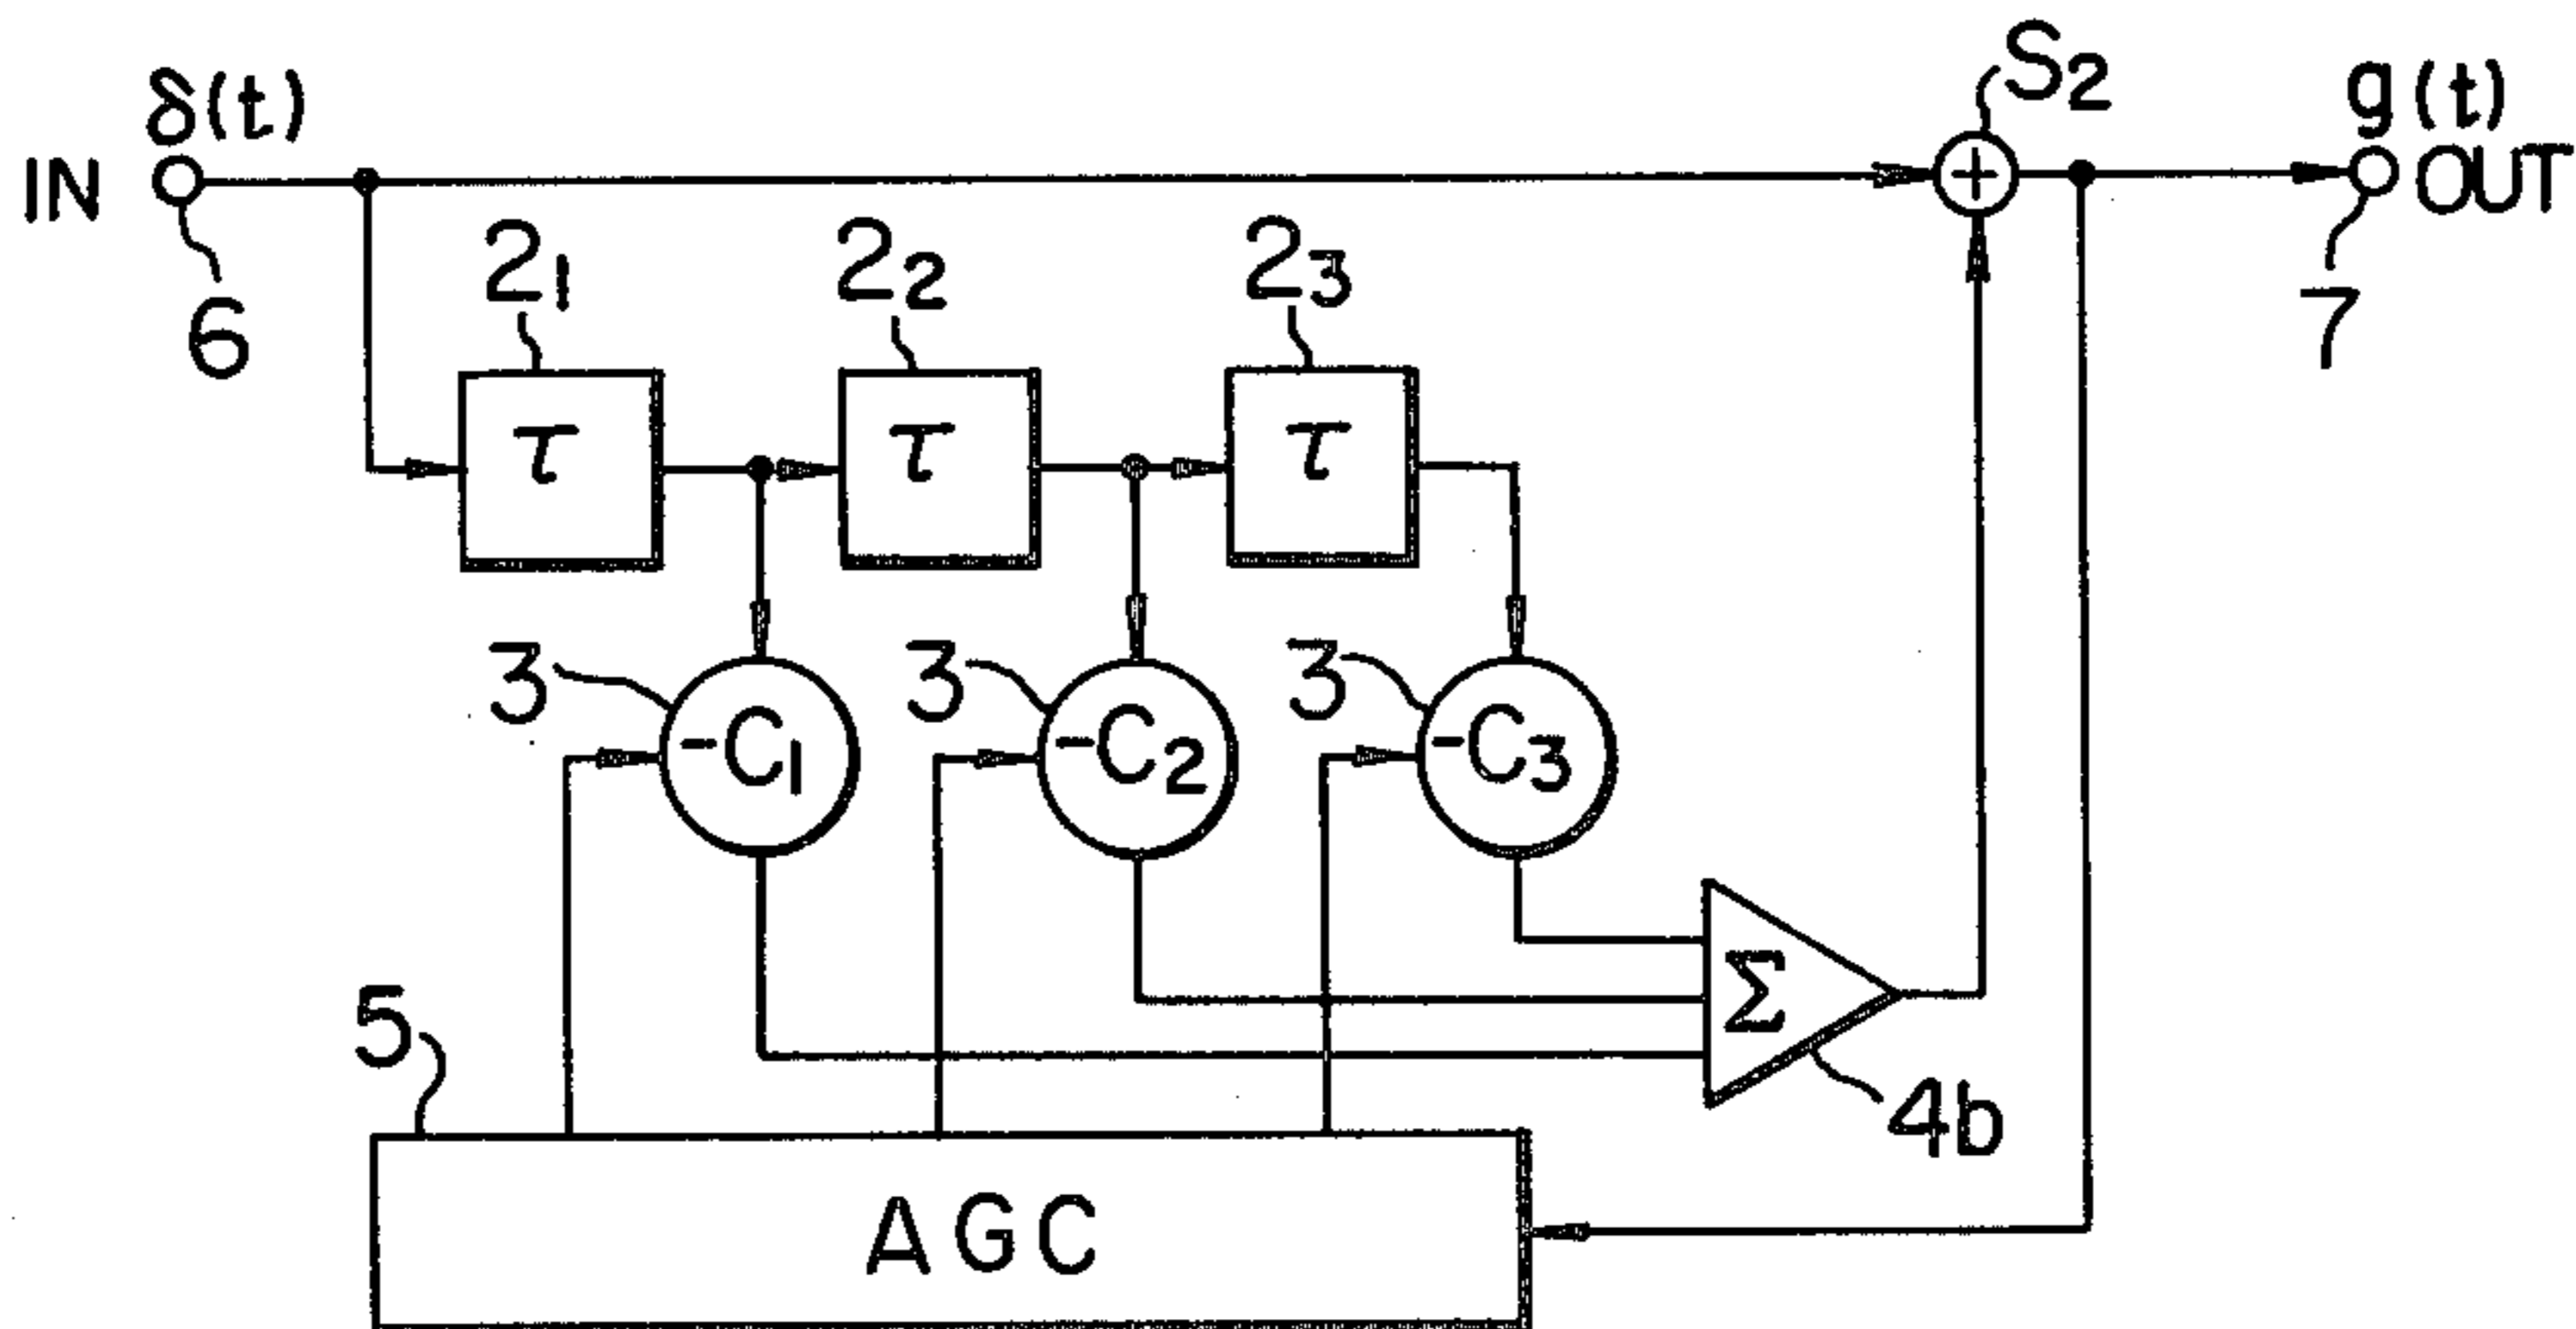 δ(t)
S2
g(t)
IN
OUT
6
2₁
2₂
2₃
7
τ
τ
τ
3
3
3
-C₁
-C₂
-C₃
Σ
5
4b
AGC